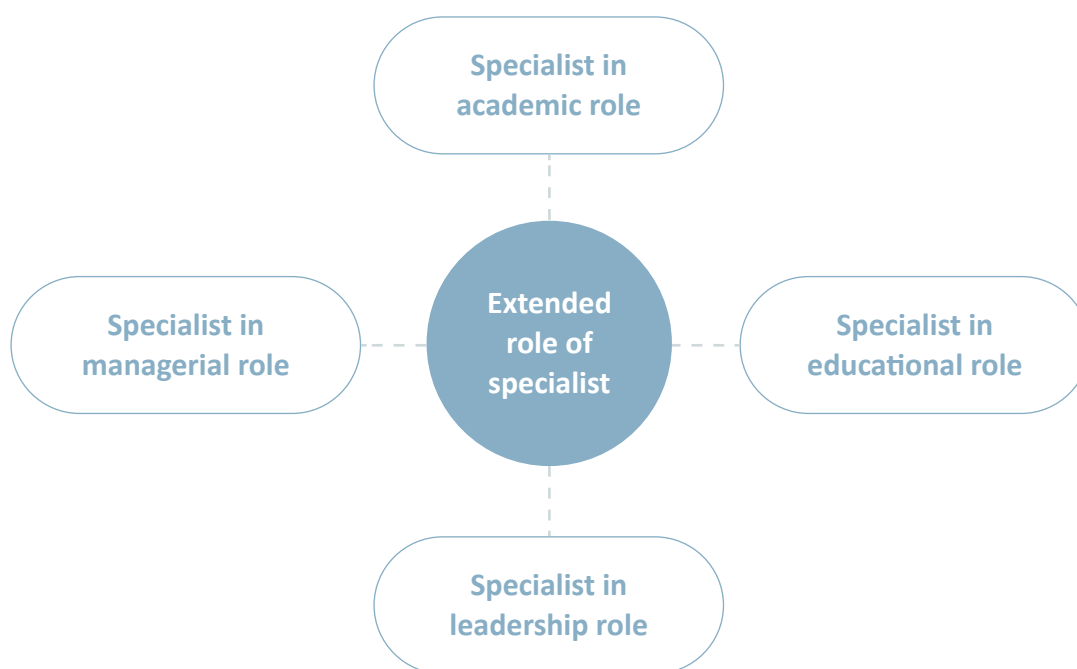 Specialist in
academic role
Specialist in
managerial role
Extended
role of
specialist
Specialist in
educational role
Specialist in
leadership role